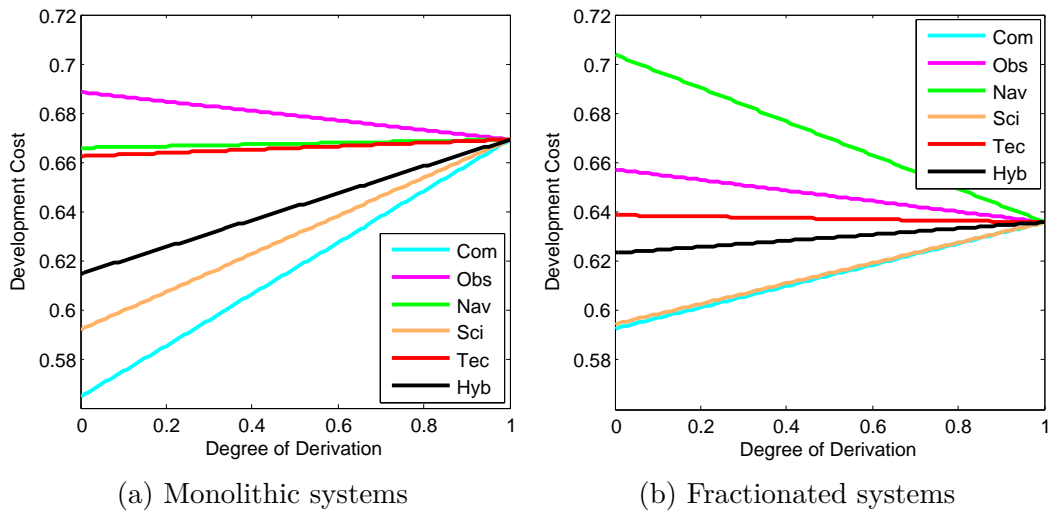 0.72
0.7
0.68
0.66
0.64
0.62
0.6
0.58
Development Cost
0 0.2 0.4 0.6 0.8 1
Degree of Derivation
Com
Obs
Nav
Sci
Tec
Hyb
(a) Monolithic systems
0.72
0.7
0.68
0.66
0.64
0.62
0.6
0.58
Development Cost
0 0.2 0.4 0.6 0.8 1
Degree of Derivation
Com
Obs
Nav
Sci
Tec
Hyb
(b) Fractionated systems